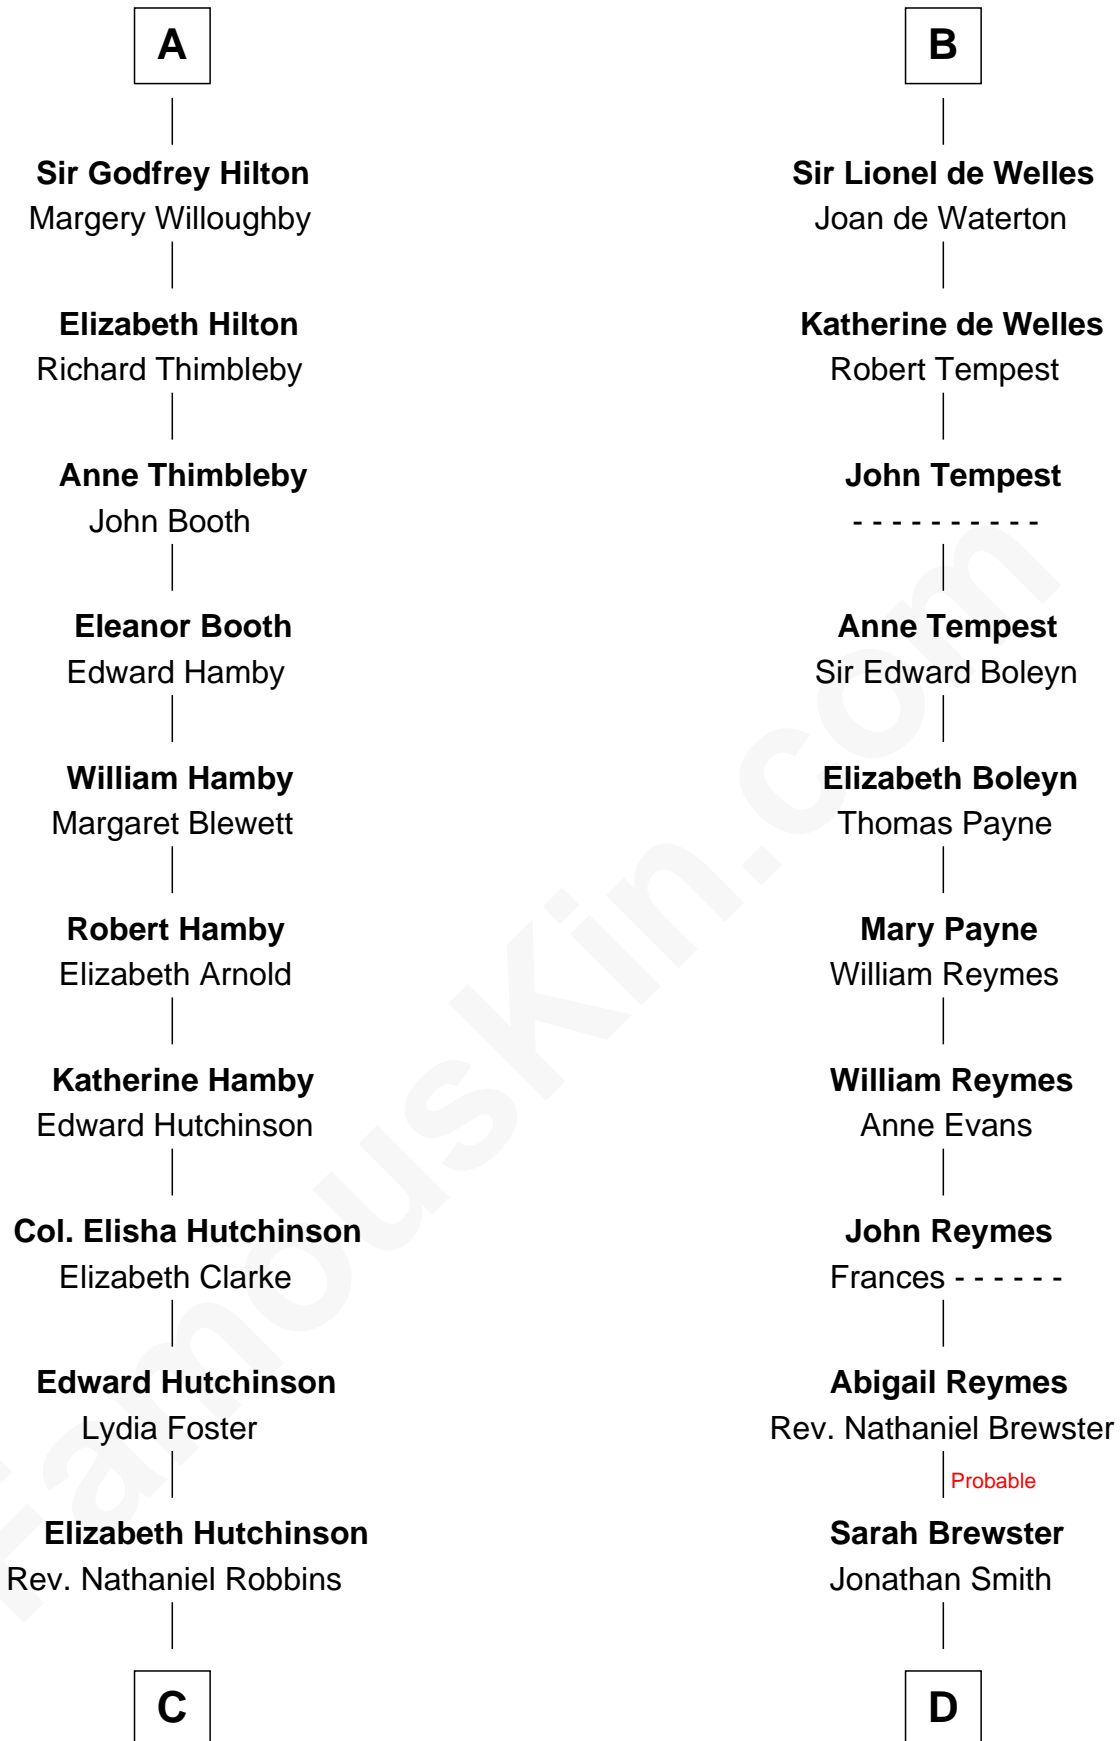 A
Sir Godfrey Hilton
Margery Willoughby
Elizabeth Hilton
Richard Thimbleby
Anne Thimbleby
John Booth
Eleanor Booth
Edward Hamby
William Hamby
Margaret Blewett
Robert Hamby
Elizabeth Arnold
Katherine Hamby
Edward Hutchinson
Col. Elisha Hutchinson
Elizabeth Clarke
Edward Hutchinson
Lydia Foster
Elizabeth Hutchinson
Rev. Nathaniel Robbins
C
B
Sir Lionel de Welles
Joan de Waterton
Katherine de Welles
Robert Tempest
John Tempest
- - - - - - - - - -
Anne Tempest
Sir Edward Boleyn
Elizabeth Boleyn
Thomas Payne
Mary Payne
William Reymes
William Reymes
Anne Evans
John Reymes
Frances - - - - - -
Abigail Reymes
Rev. Nathaniel Brewster
Probable
Sarah Brewster
Jonathan Smith
D
FamousKin.com